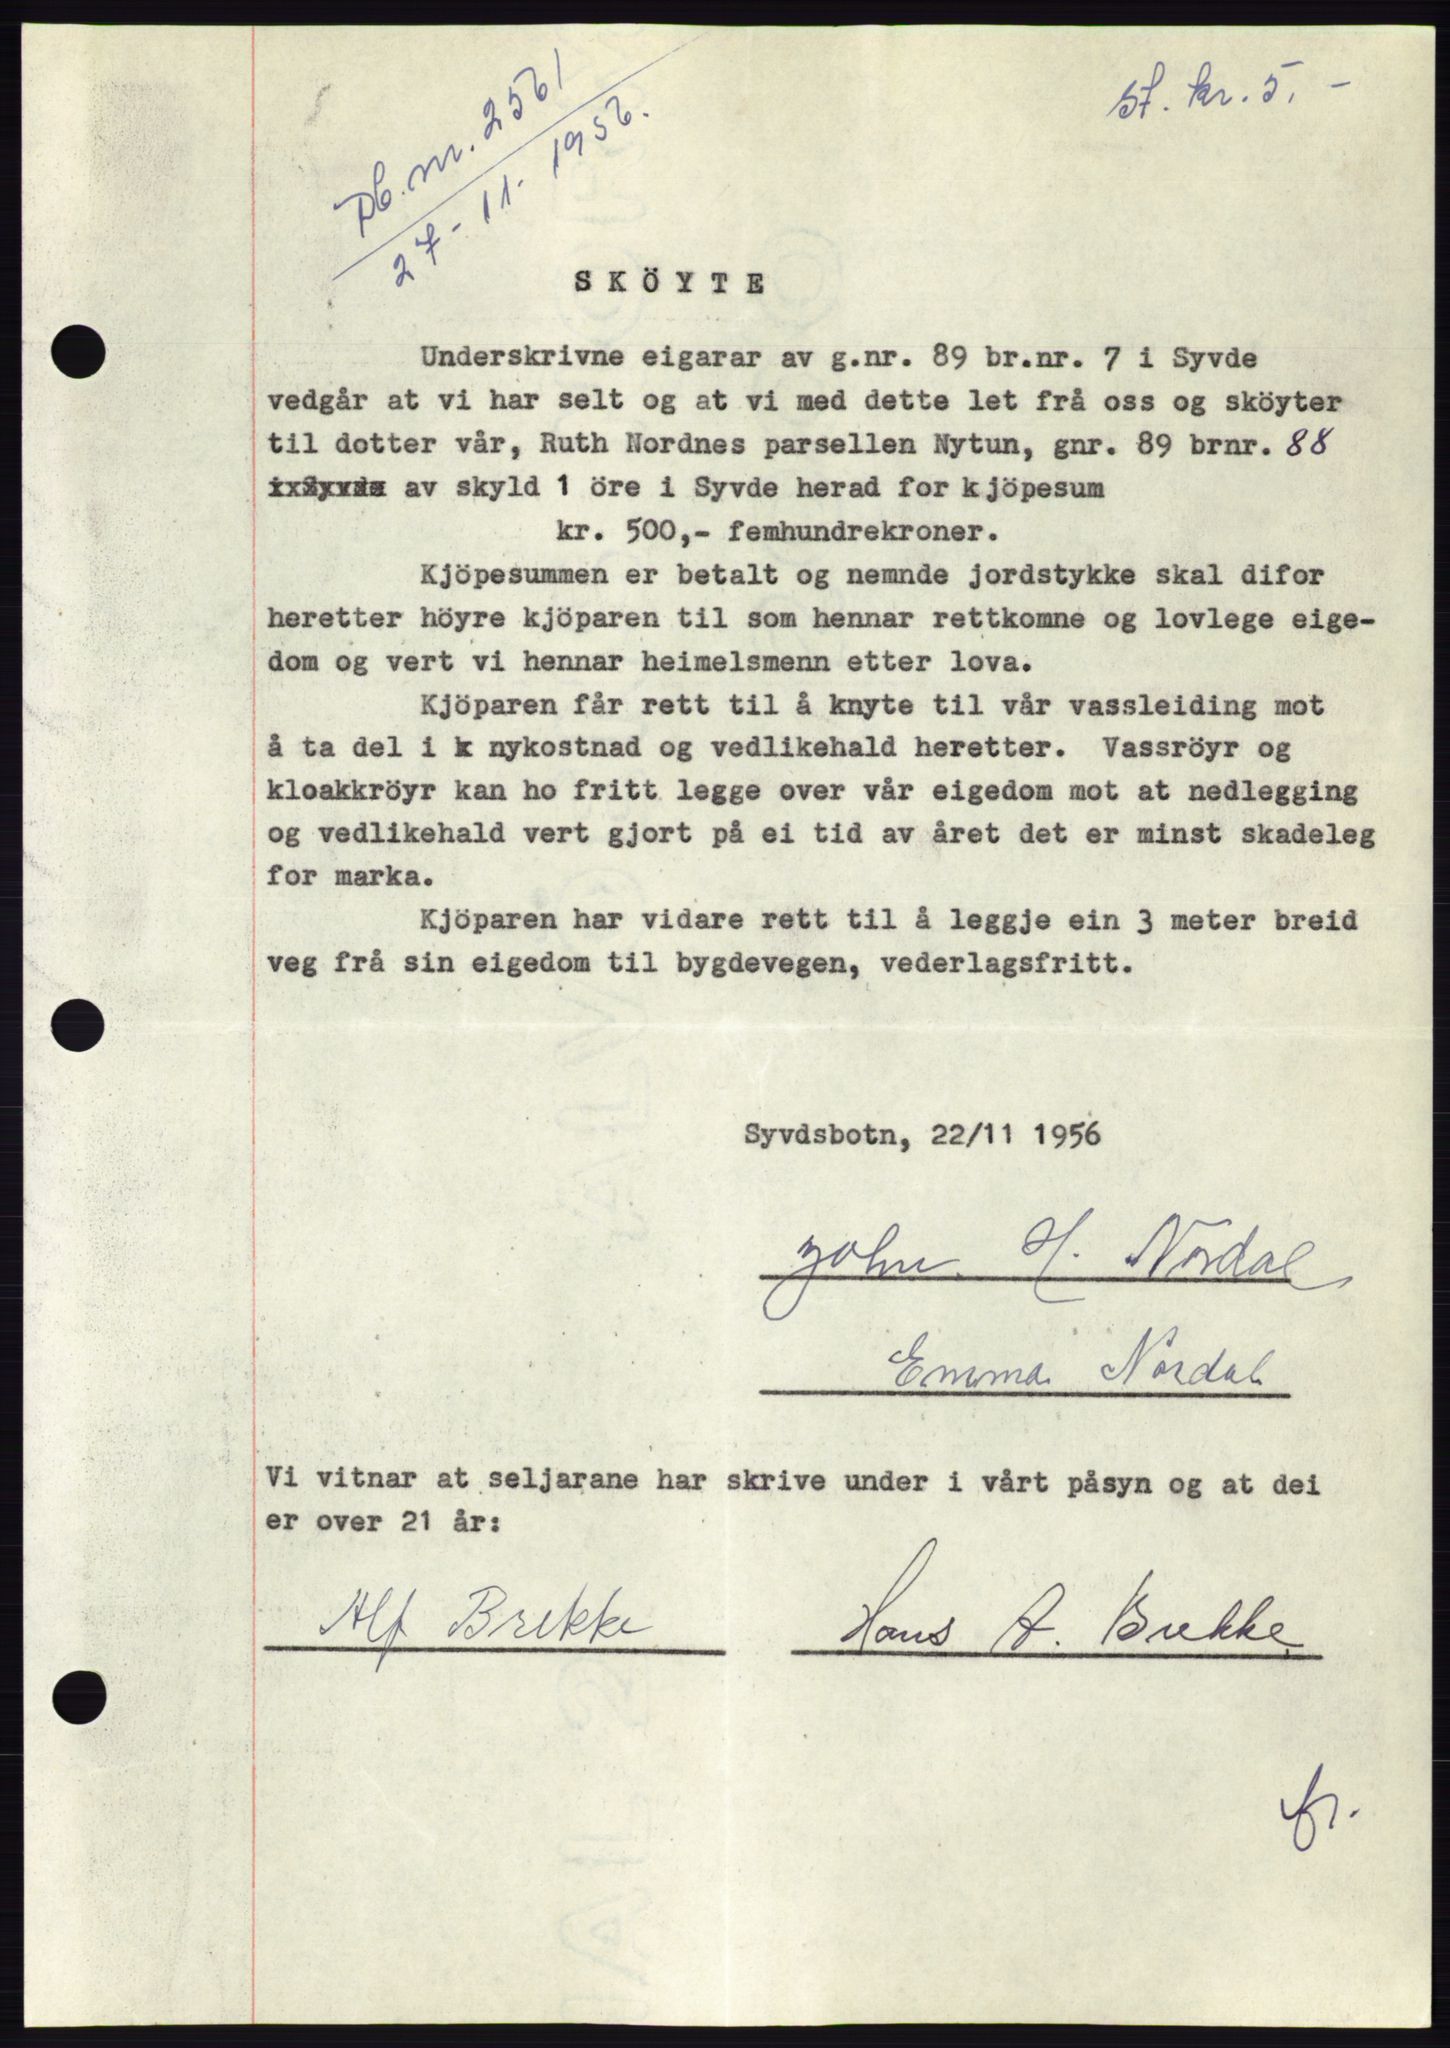 st. kr. 5,-
Db. nr. 2561
27-11-1956.
SKÖYTE
Underskrivne eigarar av g.nr. 89 br.nr. 7 i Syvde
vedgår at vi har selt og at vi med dette let frå oss og sköyter
til dotter vår, Ruth Nordnes parsellen Nytun, gnr. 89 brnr. 88
av skyld 1 öre i Syvde herad for kjöpesum
kr. 500,- femhundrekroner.
Kjöpesummen er betalt og nemnde jordstykke skal difor
heretter höyre kjöparen til som hennar rettkomne og lovlege eige-
dom og vert vi hennar heimelsmenn etter lova.
Kjöparen får rett til å knyte til vår vassleiding mot
å ta del i nykostnad og vedlikehald heretter. Vassröyr og
kloakkröyr kan ho fritt legge over vår eigedom mot at nedlegging
og vedlikehald vert gjort på ei tid av året det er minst skadeleg
for marka.
Kjöparen har vidare rett til å leggje ein 3 meter breid
veg frå sin eigedom til bygdevegen, vederlagsfritt.
Syvdsbotn, 22/11 1956
John H. Nordal
Emma Nordal
Vi vitnar at seljarane har skrive under i vårt påsyn og at dei
er over 21 år:
Alf Brekke
Hans A. Brekke